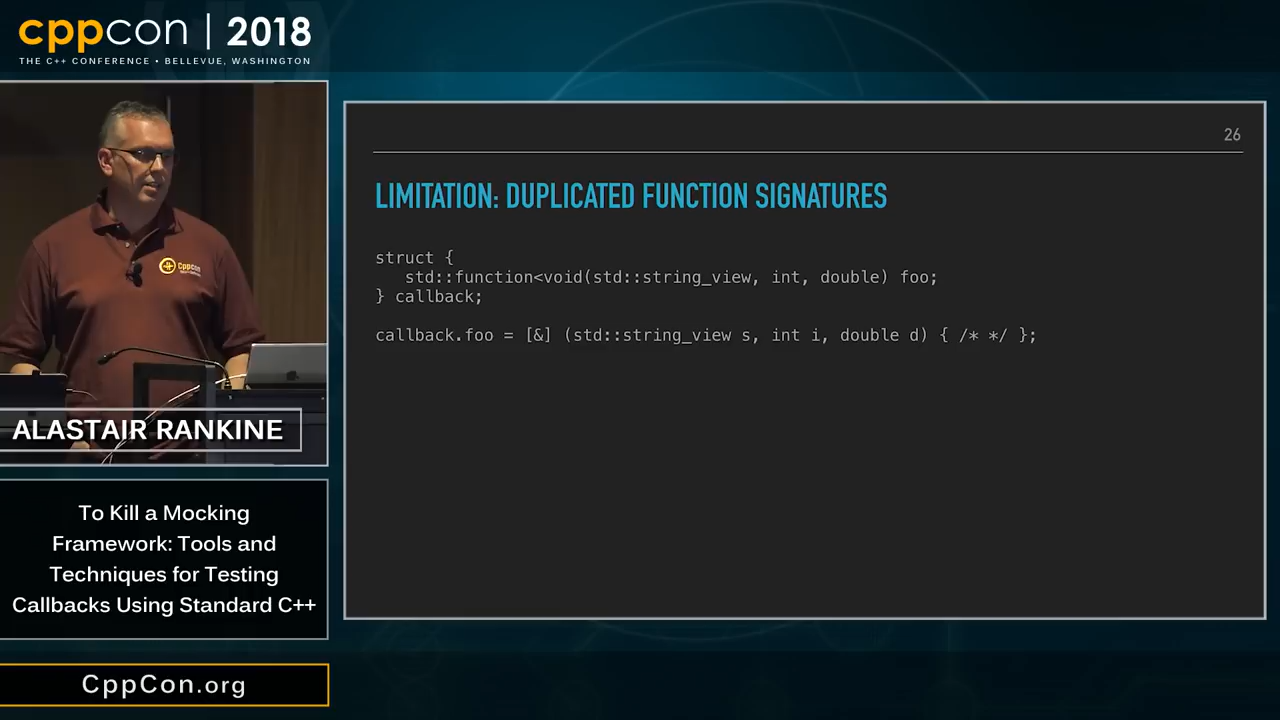 cppcon | 2018
THE C++ CONFERENCE • BELLEVUE, WASHINGTON
26
LIMITATION: DUPLICATED FUNCTION SIGNATURES
struct {
   std::function<void(std::string_view, int, double) foo;
} callback;
callback.foo = [&] (std::string_view s, int i, double d) { /* */ };
Cppcon
ALASTAIR RANKINE
To Kill a Mocking
Framework: Tools and
Techniques for Testing
Callbacks Using Standard C++
CppCon.org